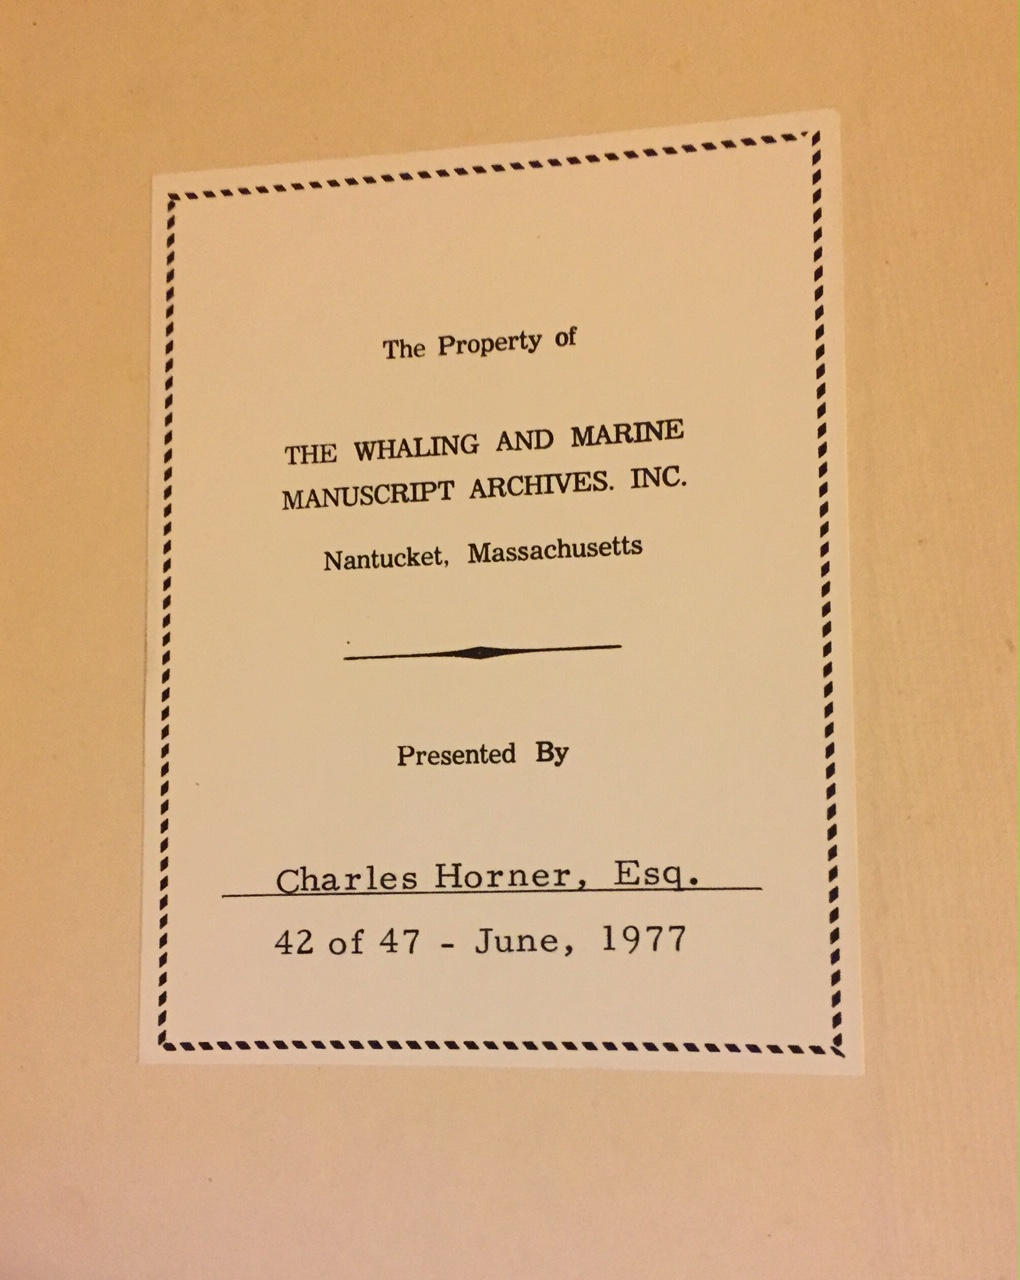 The Property of
THE WHALING AND MARINE
MANUSCRIPT ARCHIVES. INC.
Nantucket, Massachusetts
Presented By
Charles Horner, Esq.
42 of 47 - June, 1977